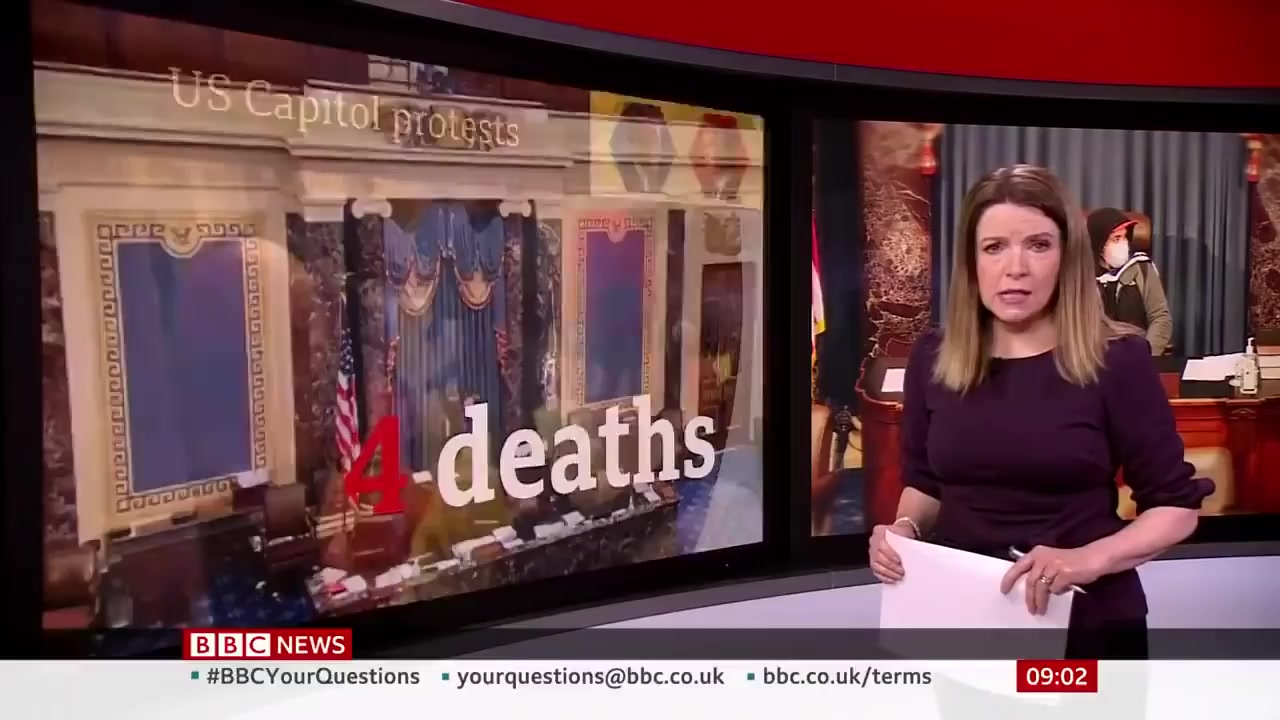 US Capitol protests
4 deaths
BBC NEWS
#BBCYourQuestions yourquestions@bbc.co.uk bbc.co.uk/terms
09:02